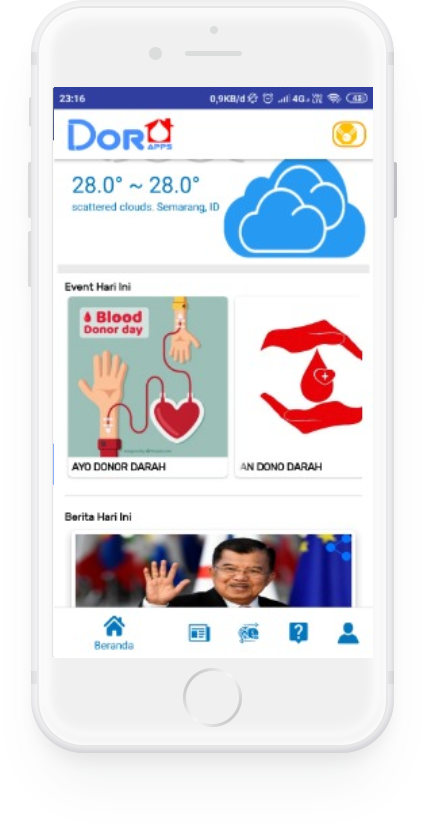 23:16
0,9KB/d
4G
48
DOR
APPS
28.0° ~ 28.0°
scattered clouds. Semarang, ID
Event Hari Ini
Blood
Donor day
AYO DONOR DARAH
AN DONO DARAH
Berita Hari Ini
Beranda